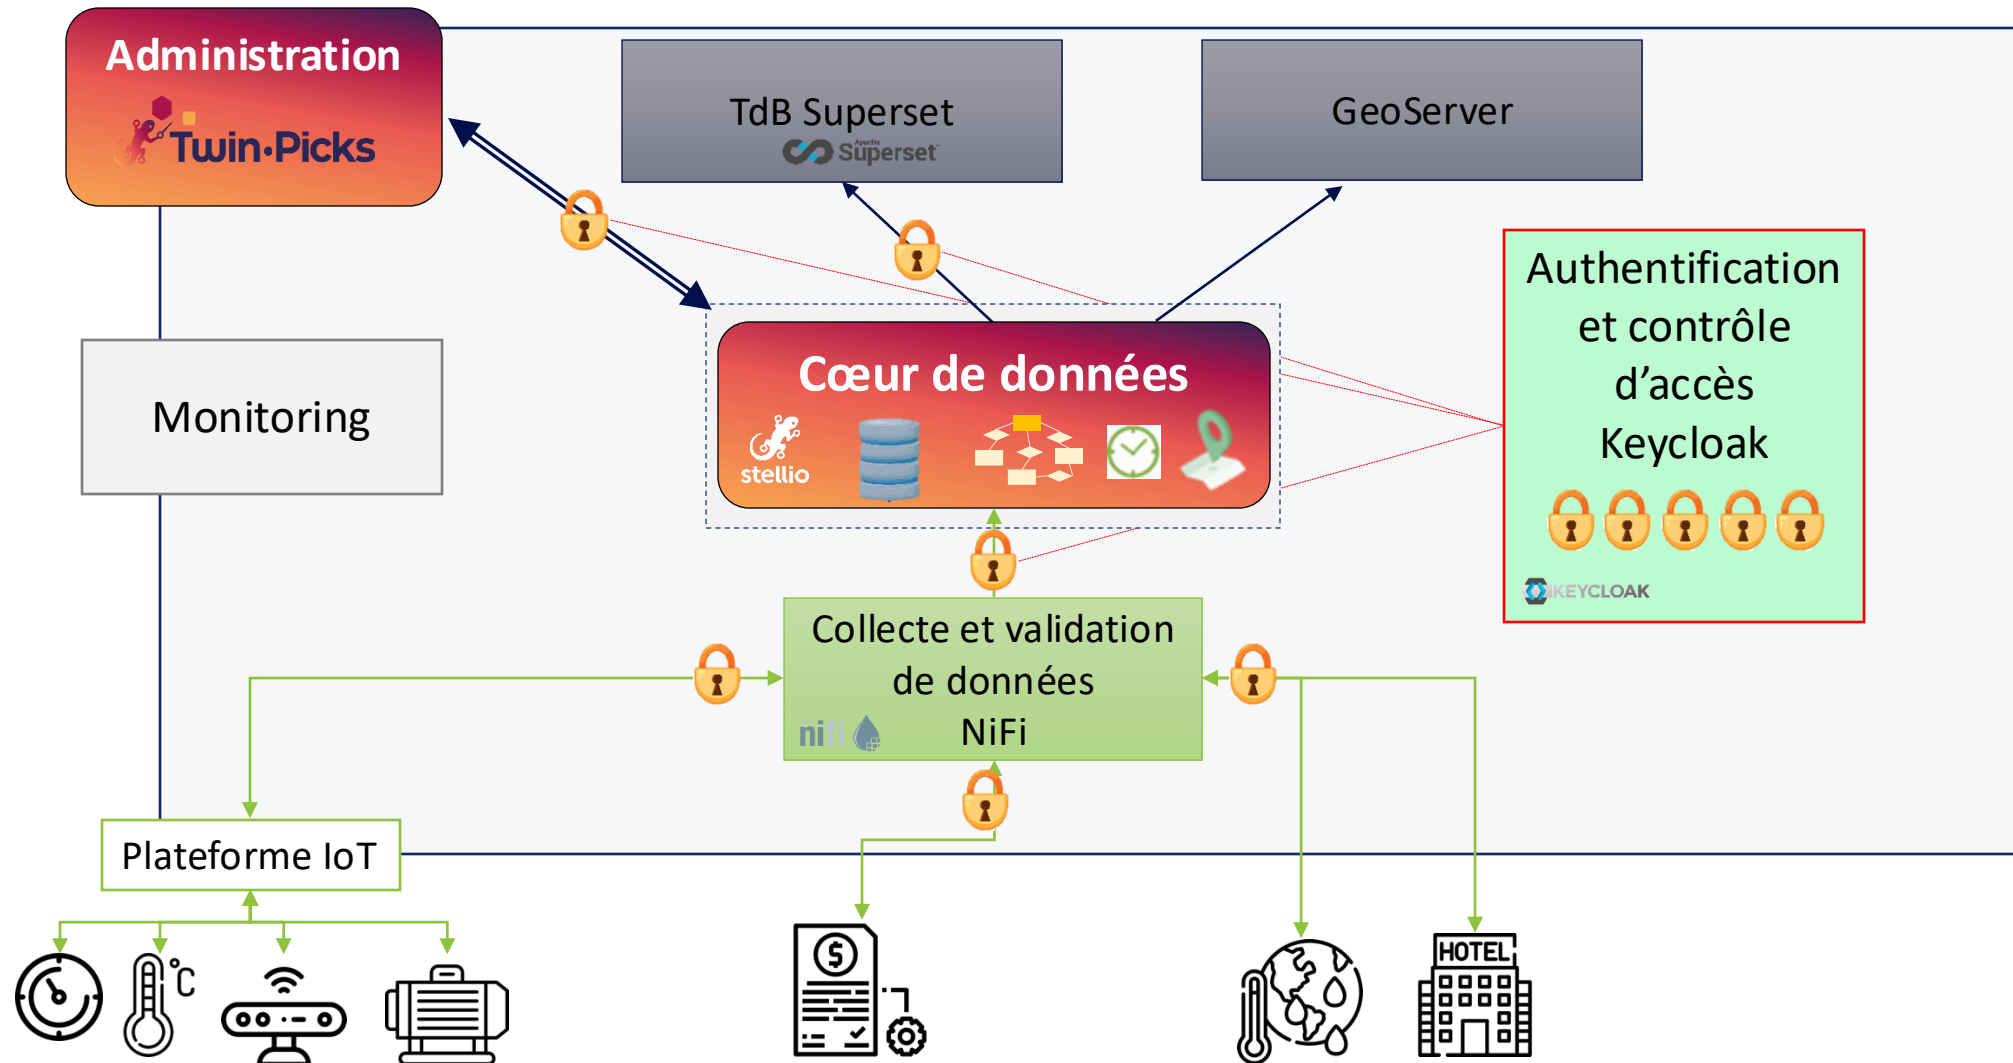 Administration
Twin·Picks
TdB Superset
Apache
Superset
GeoServer
Authentification
et contrôle
d’accès
Keycloak
KEYCLOAK
Monitoring
Cœur de données
stellio
Collecte et validation
de données
NiFi
nifi
Plateforme IoT
°C
$
HOTEL